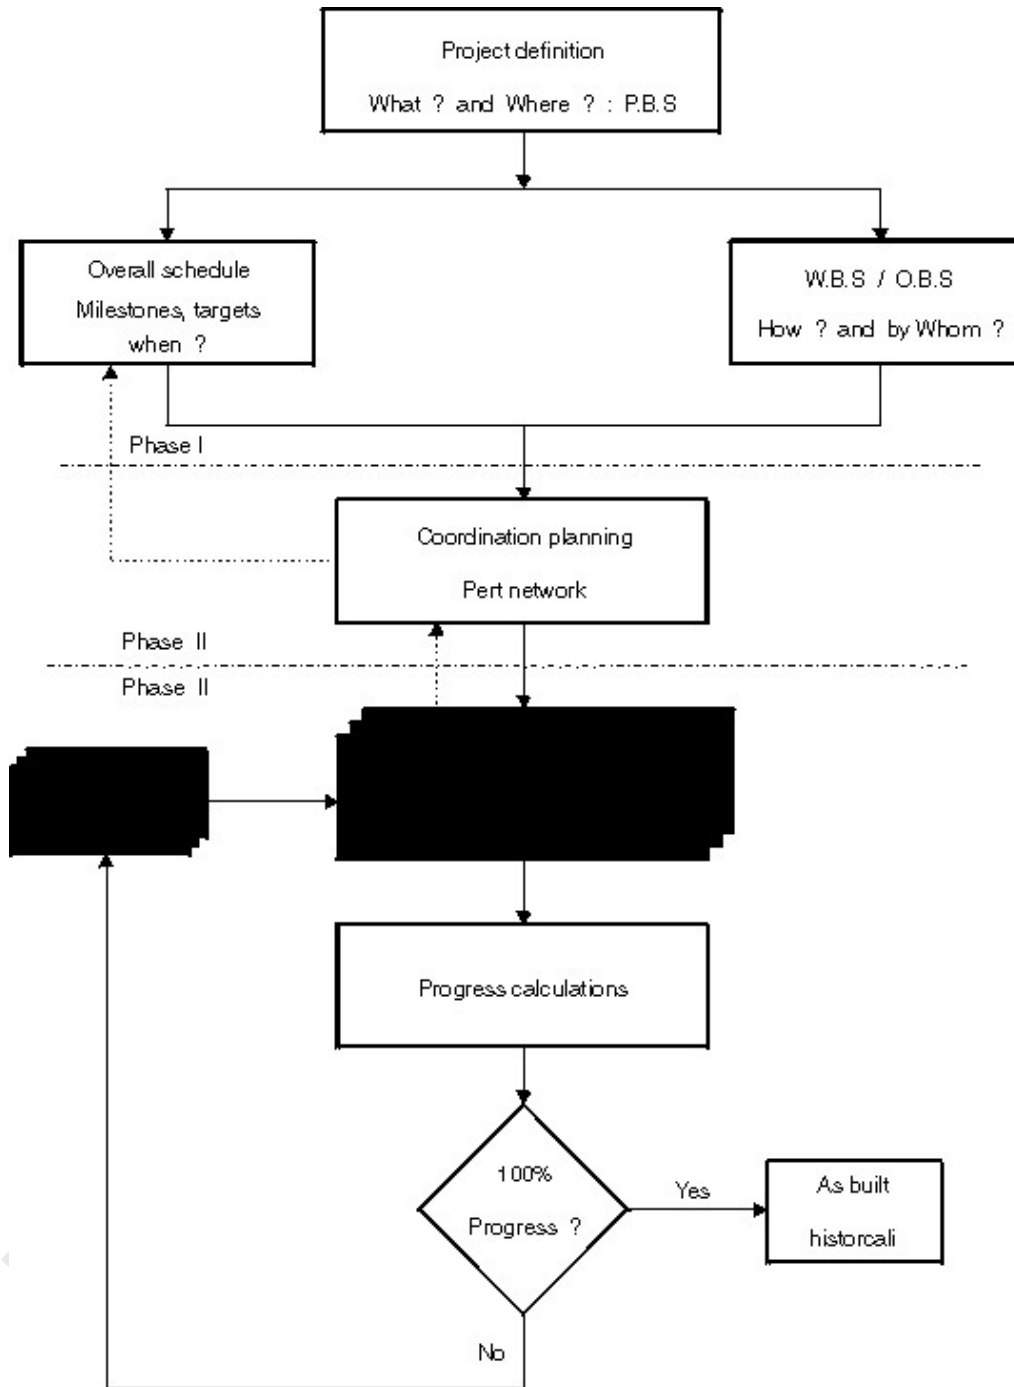 Project definition
What ? and Where ? : P.B.S
Overall schedule
Milestones, targets
when ?
W.B.S / O.B.S
How ? and by Whom ?
Phase I
Coordination planning
Pert network
Phase II
Phase II
Progress calculations
100%
Progress ?
Yes
As built
historcali
No